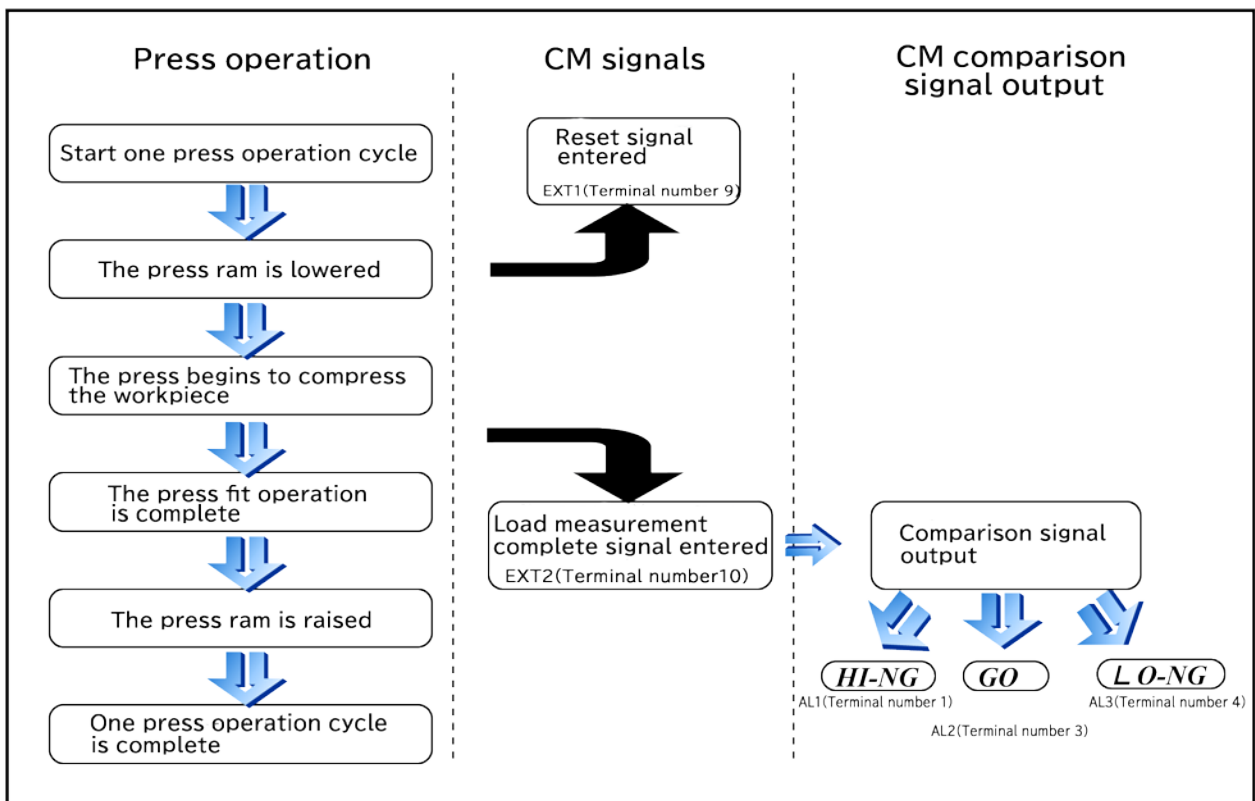 Press operation
CM signals
CM comparison
signal output
Start one press operation cycle
The press ram is lowered
The press begins to compress
the workpiece
The press fit operation
is complete
The press ram is raised
One press operation cycle
is complete
Reset signal
entered
EXT1(Terminal number 9)
Load measurement
complete signal entered
EXT2(Terminal number10)
Comparison signal
output
HI-NG
GO
LO-NG
AL1(Terminal number 1)
AL3(Terminal number 4)
AL2(Terminal number 3)